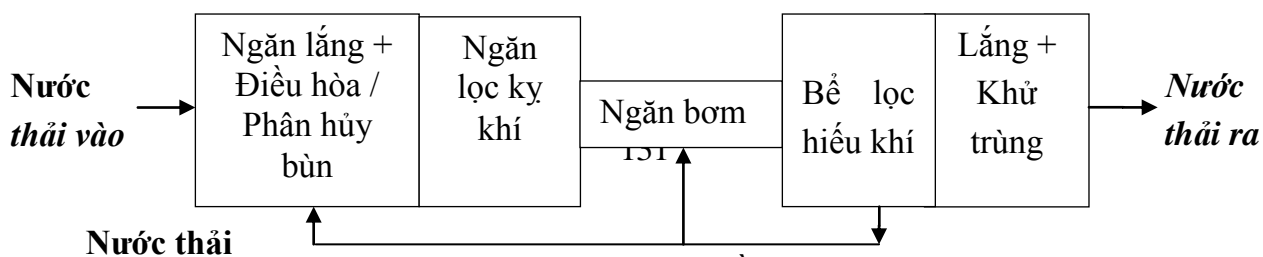 Nước
thải vào
Ngăn lắng +
Điều hòa /
Phân hủy
bùn
Ngăn
lọc kỵ
khí
Ngăn bơm
Bể lọc
hiếu khí
Lắng +
Khử
trùng
Nước
thải ra
Nước thải